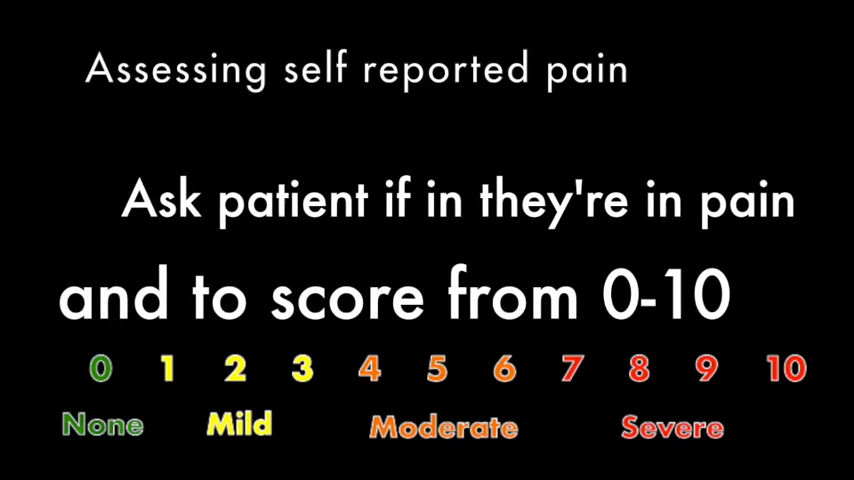 Assessing self reported pain
Ask patient if in they're in pain
and to score from 0-10
0 1 2 3 4 5 6 7 8 9 10
None Mild Moderate Severe